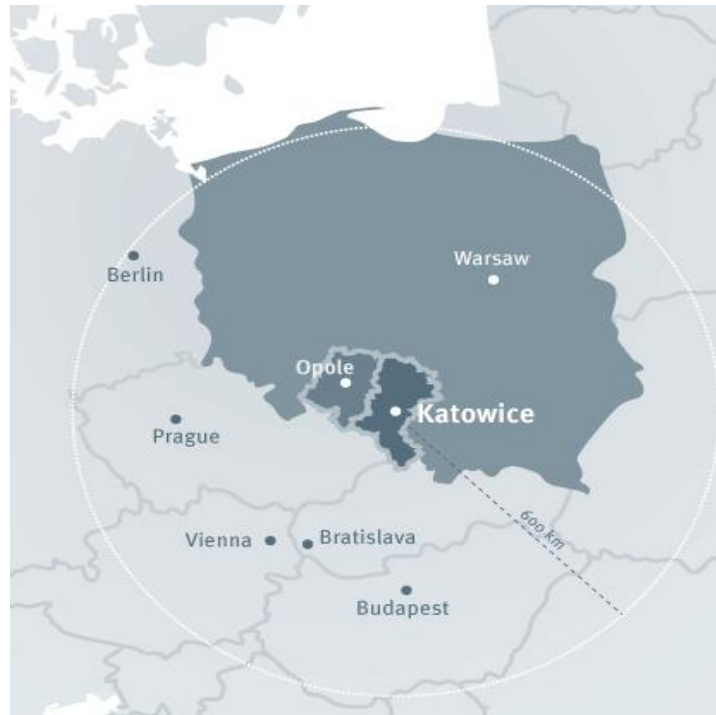 Warsaw
Berlin
Opole
Katowice
Prague
600 km
Vienna
Bratislava
Budapest